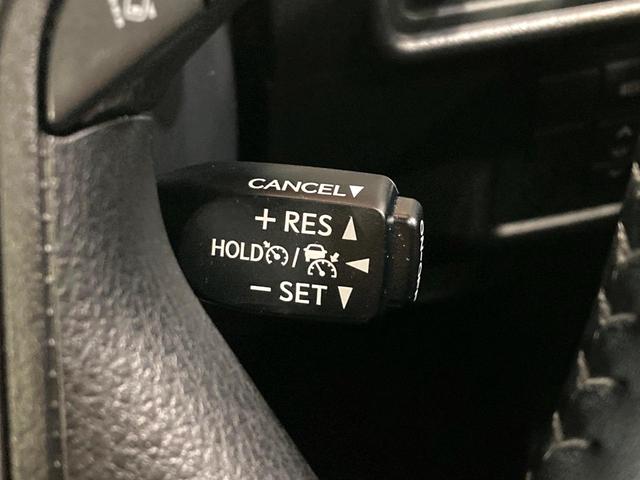 CANCEL▼
+ RES ▲
HOLD / ◀
− SET ▼